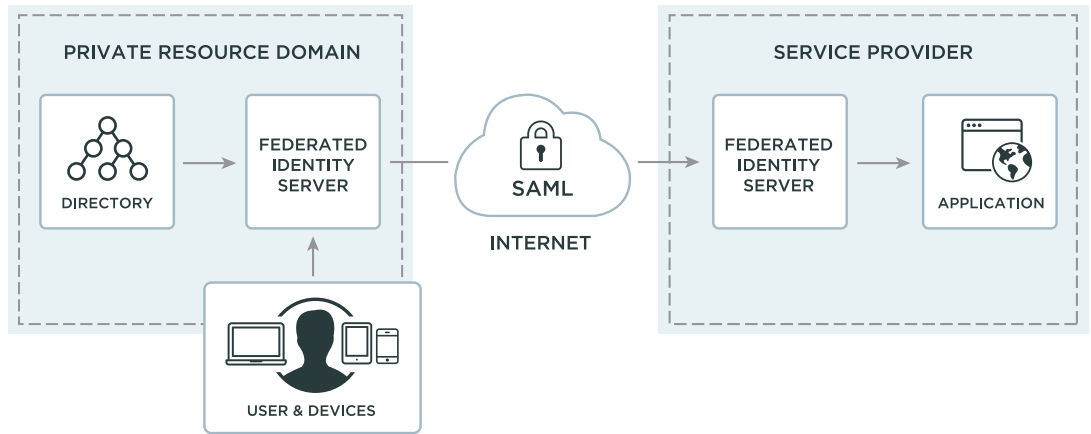 PRIVATE RESOURCE DOMAIN
DIRECTORY
FEDERATED
IDENTITY
SERVER
USER & DEVICES
SAML
INTERNET
SERVICE PROVIDER
FEDERATED
IDENTITY
SERVER
APPLICATION